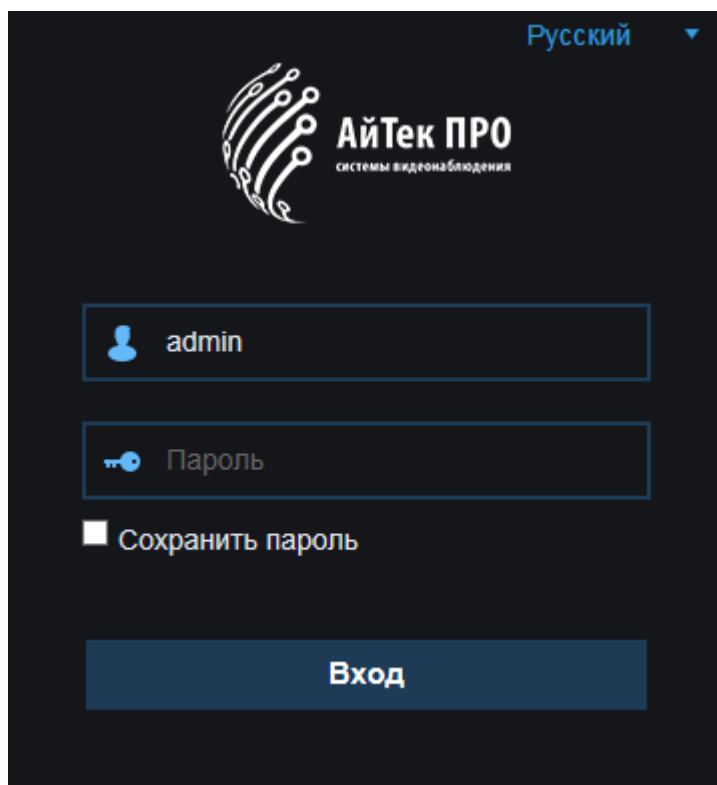 Русский
АйТек ПРО
системы видеонаблюдения
admin
Пароль
Сохранить пароль
Вход